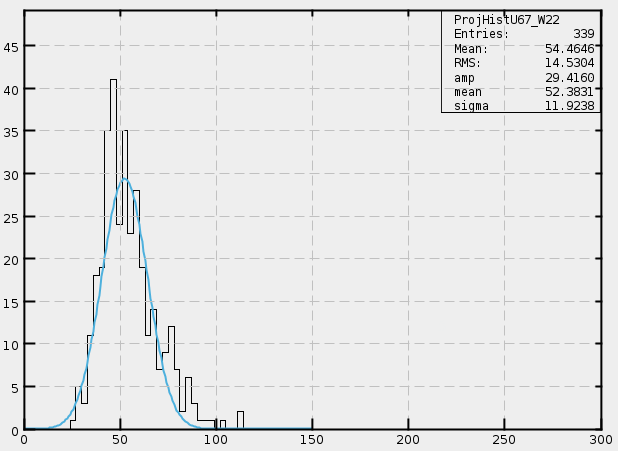 ProjHistU67_W22
Entries: 339
Mean: 54.4646
RMS: 14.5304
amp 29.4160
mean 52.3831
sigma 11.9238
45
40
35
30
25
20
15
10
5
0
0 50 100 150 200 250 300